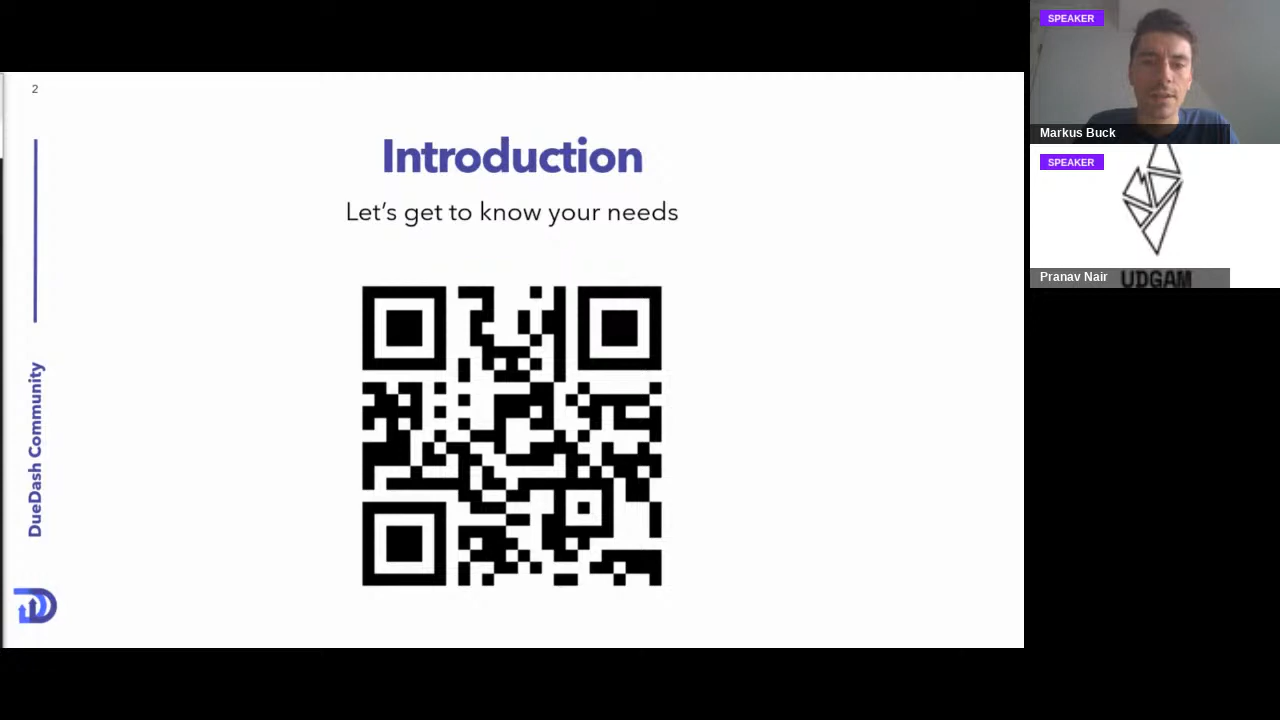 2
Introduction
Let's get to know your needs
DueDash Community
SPEAKER
Markus Buck
SPEAKER
UDGAM
Pranav Nair